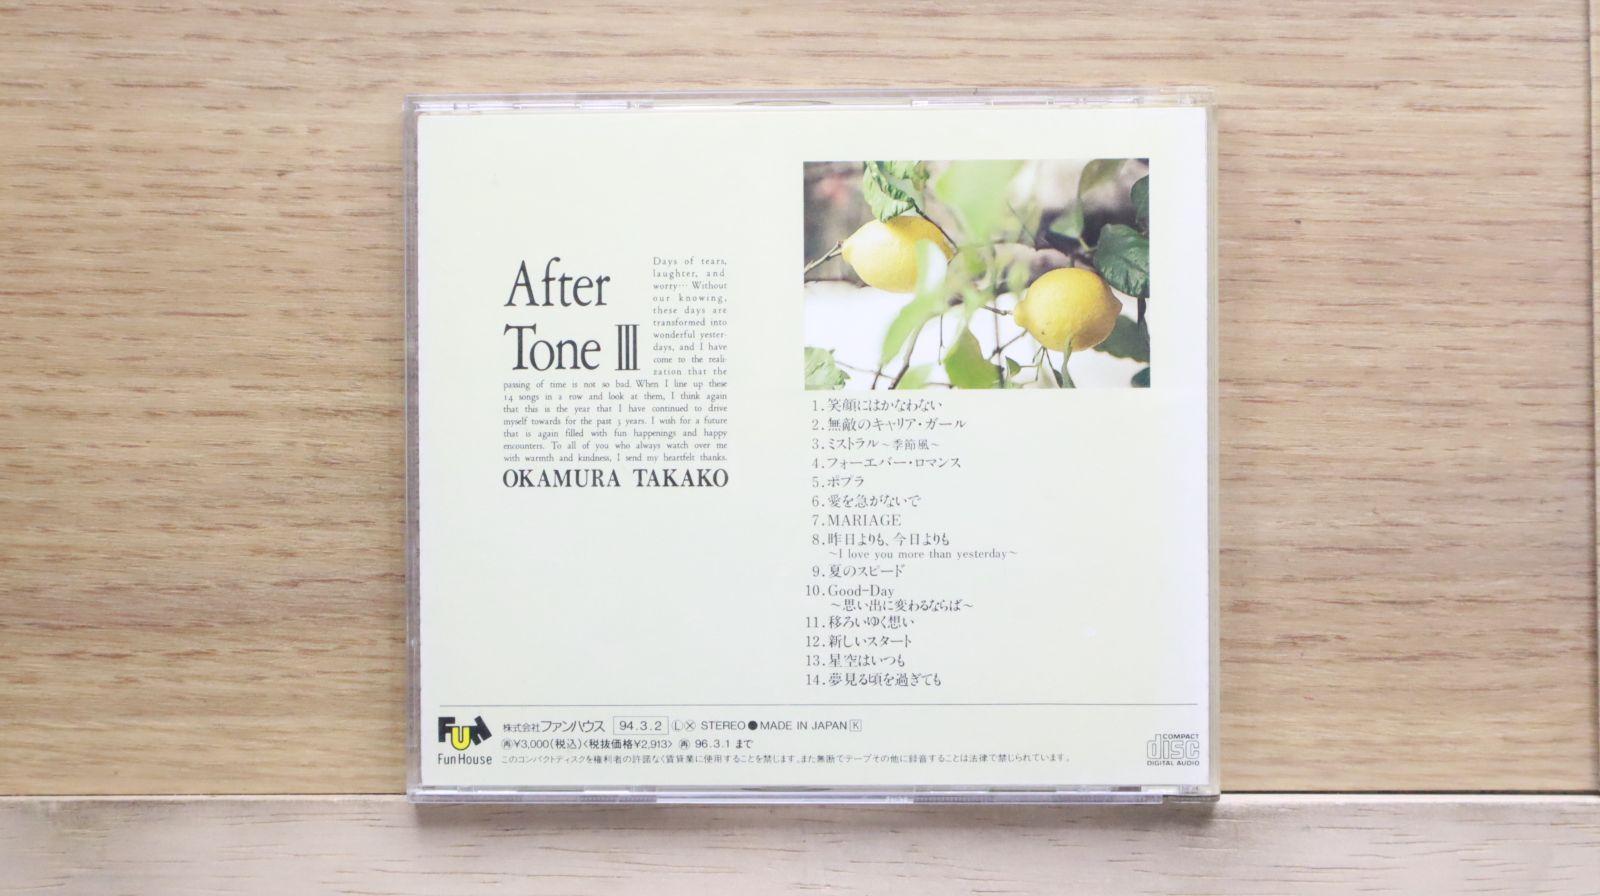 After
Tone III
Days of tears,
laughter, and
worry… Without
our knowing,
these days are
transformed into
wonderful yester-
days, and I have
come to the reali-
zation that the
passing of time is not so bad. When I line up these
14 songs in a row and look at them, I think again
that this is the year that I have continued to drive
myself towards for the past 3 years. I wish for a future
that is again filled with fun happenings and happy
encounters. To all of you who always watch over me
with warmth and kindness, I send my heartfelt thanks.
OKAMURA TAKAKO
1.笑顔にはかなわない
2.無敵のキャリア・ガール
3.ミストラル~季節風~
4.フォーエバー・ロマンス
5.ポプラ
6.愛を急がないで
7.MARIAGE
8.昨日よりも、今日よりも
~I love you more than yesterday~
9.夏のスピード
10.Good-Day
~思い出に変わるならば~
11.移ろいゆく想い
12.新しいスタート
13.星空はいつも
14.夢見る頃を過ぎても
Fun
Fun House
株式会社ファンハウス 94.3.2 Ⓛ Ⓧ STEREO●MADE IN JAPAN K
再¥3,000(税込)<税抜価格¥2,913> 再 96.3.1 まで
このコンパクトディスクを権利者の許諾なく賃貸業に使用することを禁じます。また無断でテープその他に録音することは法律で禁じられています。
COMPACT
disc
DIGITAL AUDIO